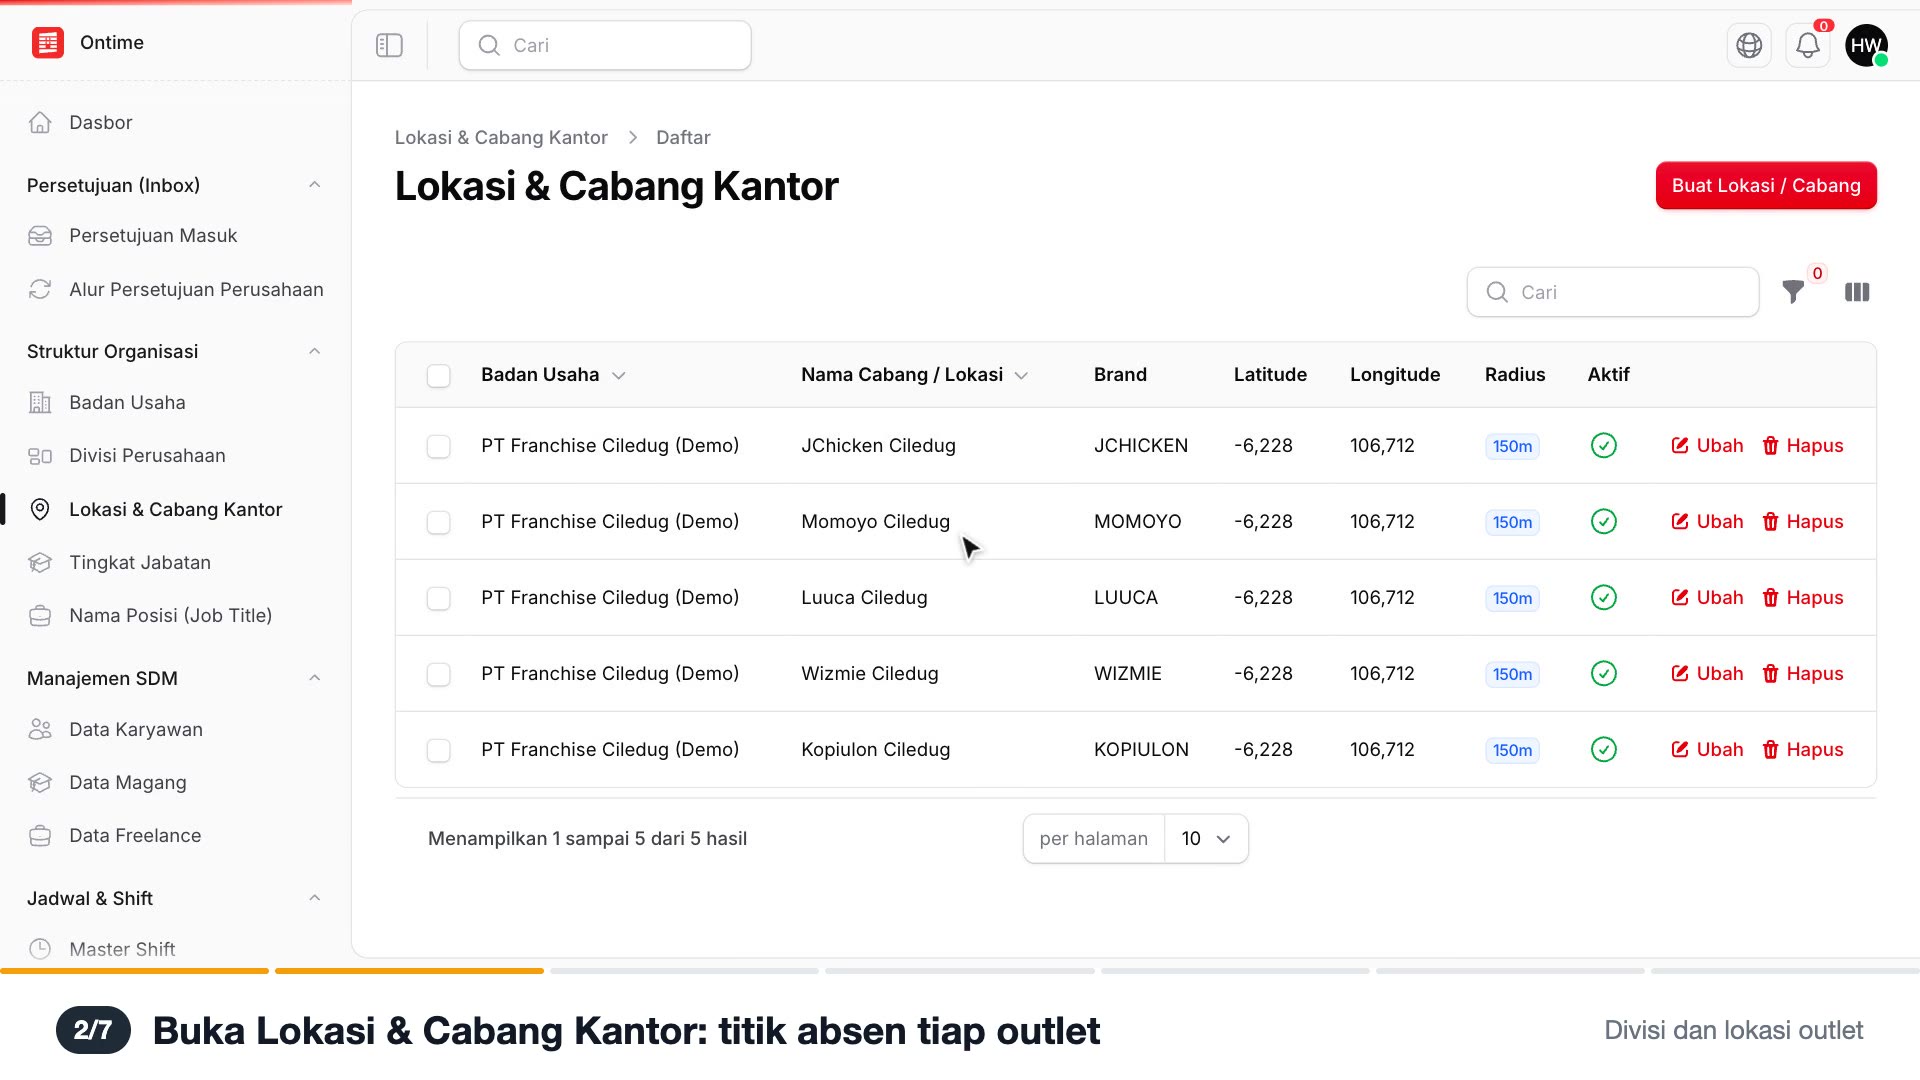 Ontime
Cari
0
HW
Dasbor
Persetujuan (Inbox)
Persetujuan Masuk
Alur Persetujuan Perusahaan
Struktur Organisasi
Badan Usaha
Divisi Perusahaan
Lokasi & Cabang Kantor
Tingkat Jabatan
Nama Posisi (Job Title)
Manajemen SDM
Data Karyawan
Data Magang
Data Freelance
Jadwal & Shift
Master Shift
Lokasi & Cabang Kantor > Daftar
Lokasi & Cabang Kantor
Buat Lokasi / Cabang
Cari
0
Badan Usaha Nama Cabang / Lokasi Brand Latitude Longitude Radius Aktif
PT Franchise Ciledug (Demo) JChicken Ciledug JCHICKEN -6,228 106,712 150m Ubah Hapus
PT Franchise Ciledug (Demo) Momoyo Ciledug MOMOYO -6,228 106,712 150m Ubah Hapus
PT Franchise Ciledug (Demo) Luuca Ciledug LUUCA -6,228 106,712 150m Ubah Hapus
PT Franchise Ciledug (Demo) Wizmie Ciledug WIZMIE -6,228 106,712 150m Ubah Hapus
PT Franchise Ciledug (Demo) Kopiulon Ciledug KOPIULON -6,228 106,712 150m Ubah Hapus
Menampilkan 1 sampai 5 dari 5 hasil
per halaman 10
2/7 Buka Lokasi & Cabang Kantor: titik absen tiap outlet
Divisi dan lokasi outlet